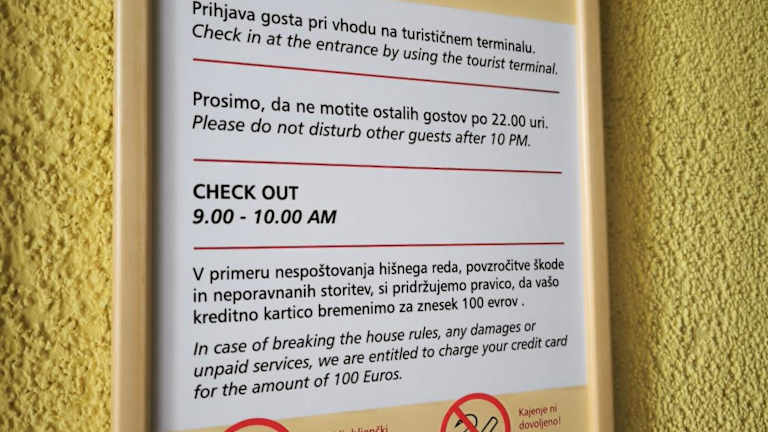 Prihjava gosta pri vhodu na turističnem terminalu.
Check in at the entrance by using the tourist terminal.
Prosimo, da ne motite ostalih gostov po 22.00 uri.
Please do not disturb other guests after 10 PM.
CHECK OUT
9.00 - 10.00 AM
V primeru nespoštovanja hišnega reda, povzročitve škode
in neporavnanih storitev, si pridržujemo pravico, da vašo
kreditno kartico bremenimo za znesek 100 evrov .
In case of breaking the house rules, any damages or
unpaid services, we are entitled to charge your credit card
for the amount of 100 Euros.
Kajenje ni
dovoljeno!